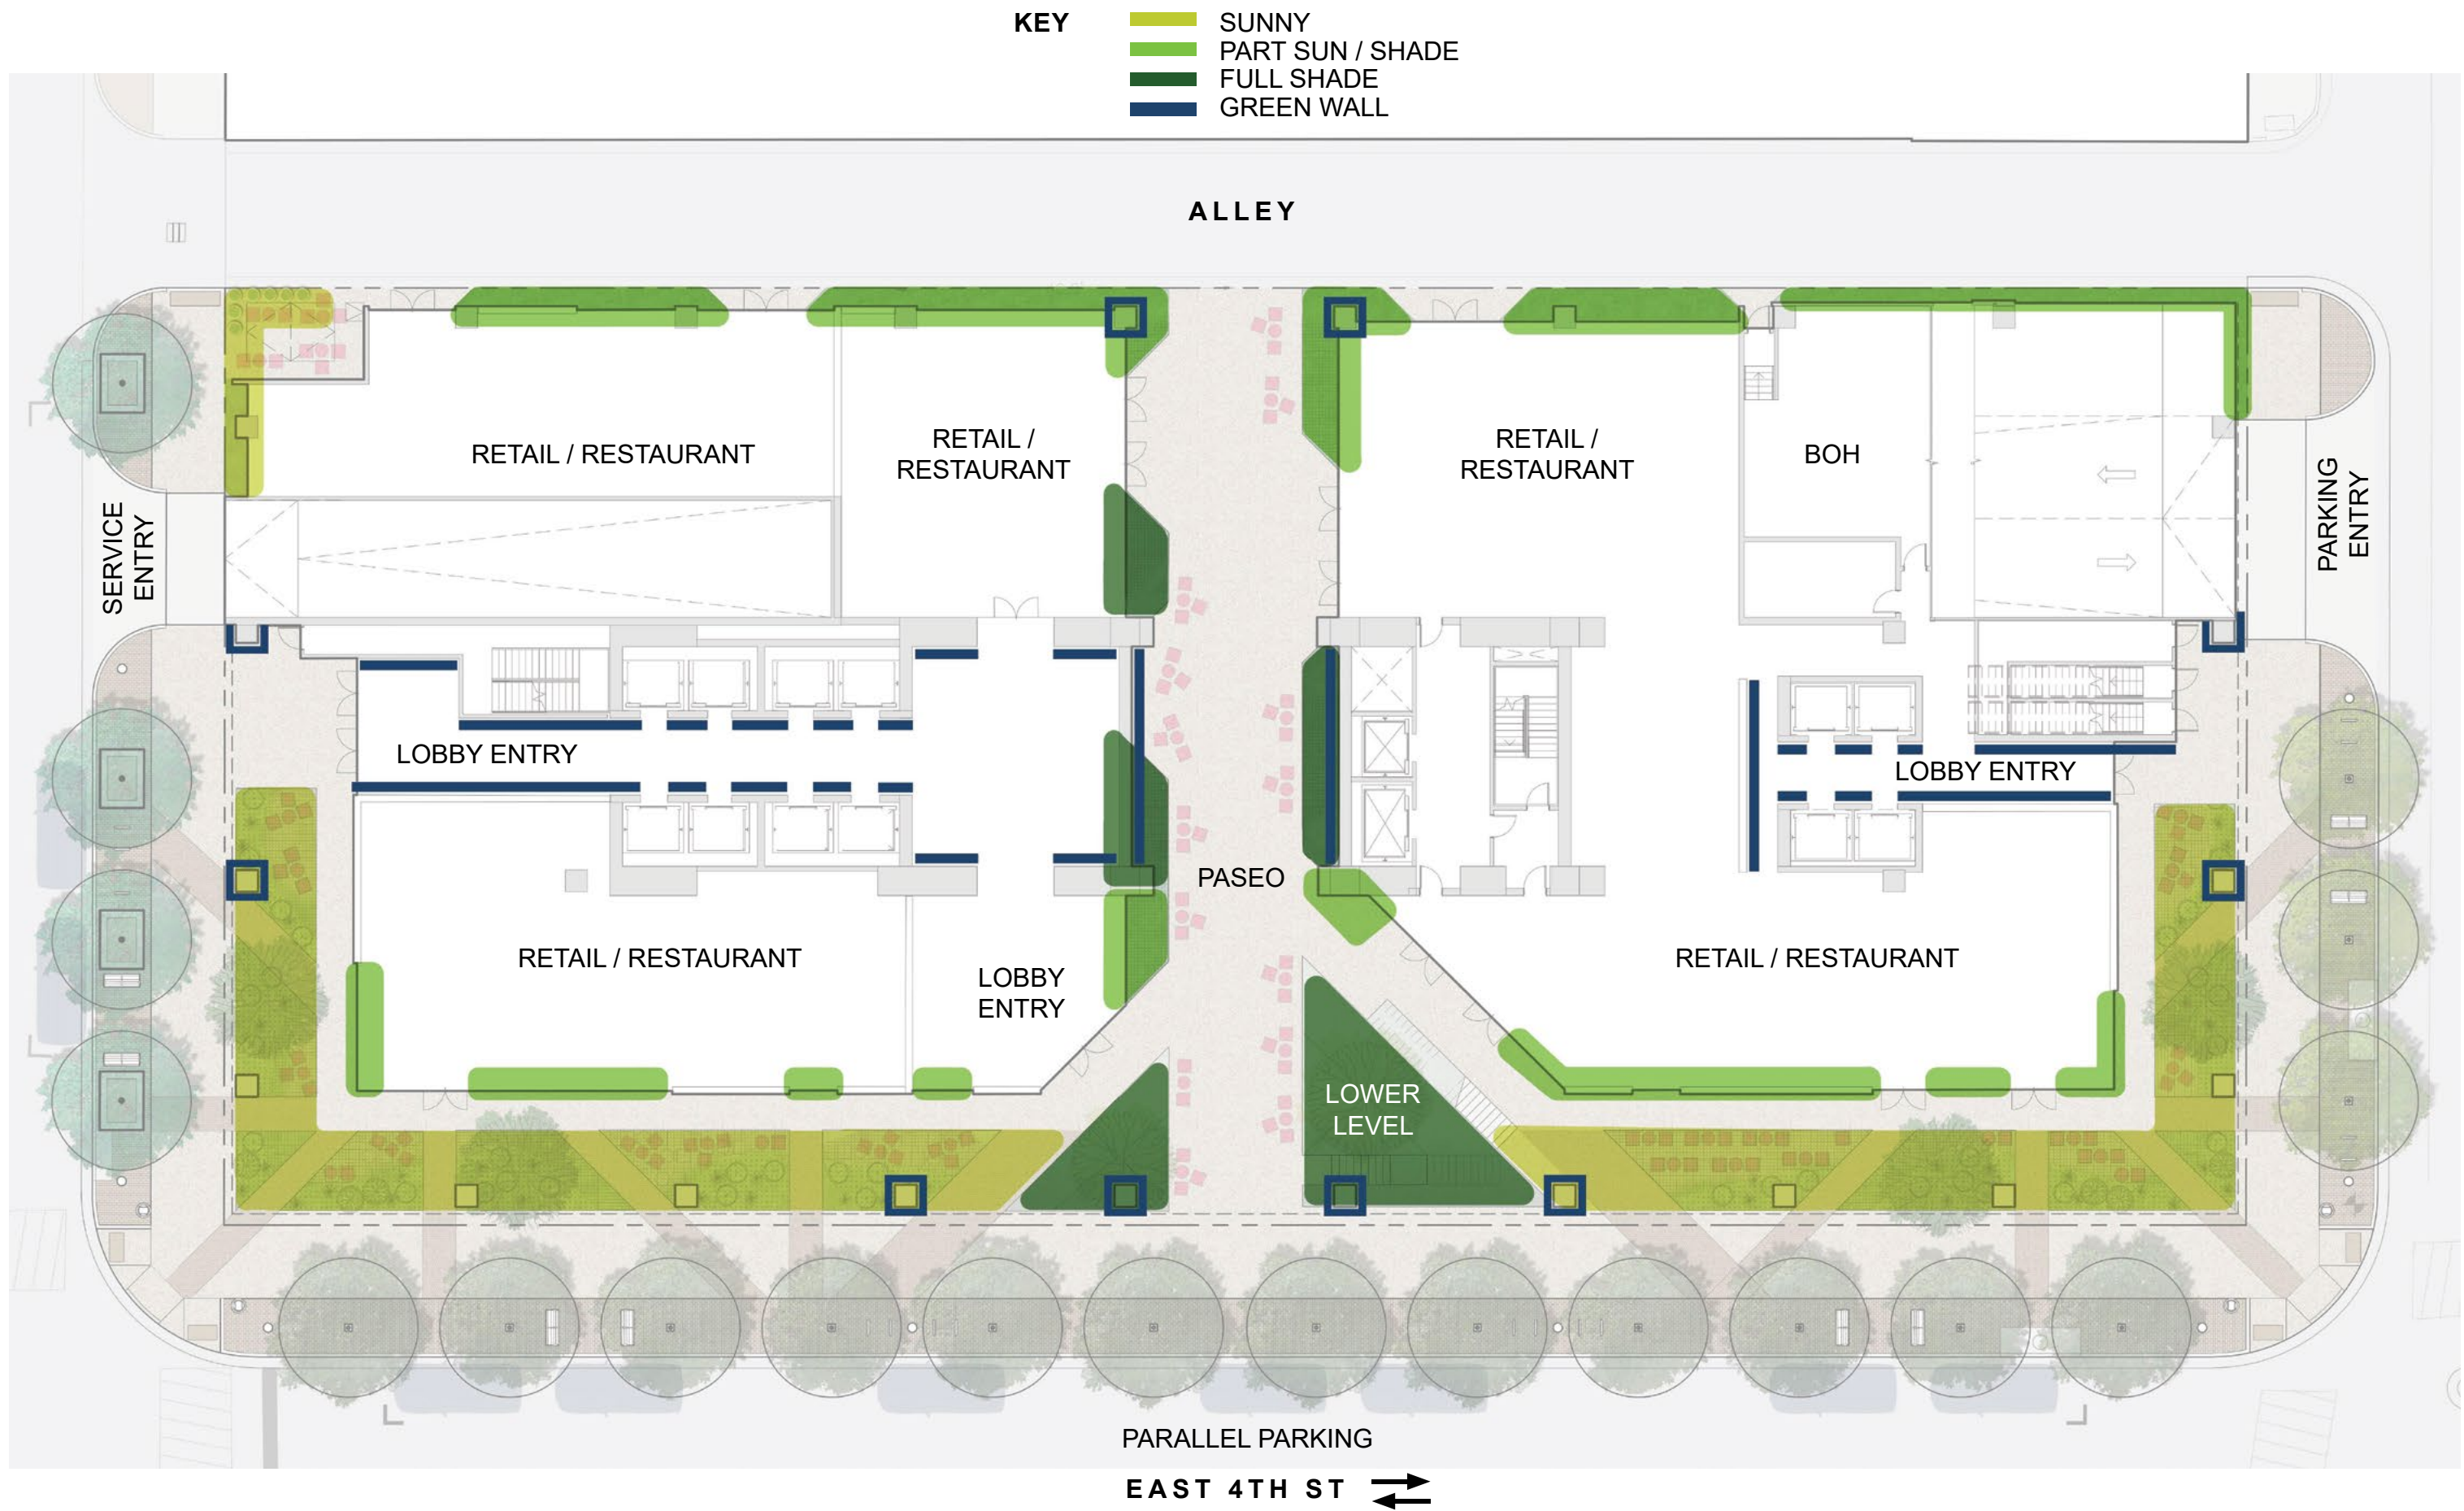 KEY
SUNNY
PART SUN / SHADE
FULL SHADE
GREEN WALL
ALLEY
RETAIL / RESTAURANT
RETAIL /
RESTAURANT
RETAIL /
RESTAURANT
BOH
SERVICE
ENTRY
PARKING
ENTRY
LOBBY ENTRY
LOBBY ENTRY
PASEO
RETAIL / RESTAURANT
LOBBY
ENTRY
RETAIL / RESTAURANT
LOWER
LEVEL
PARALLEL PARKING
EAST 4TH ST